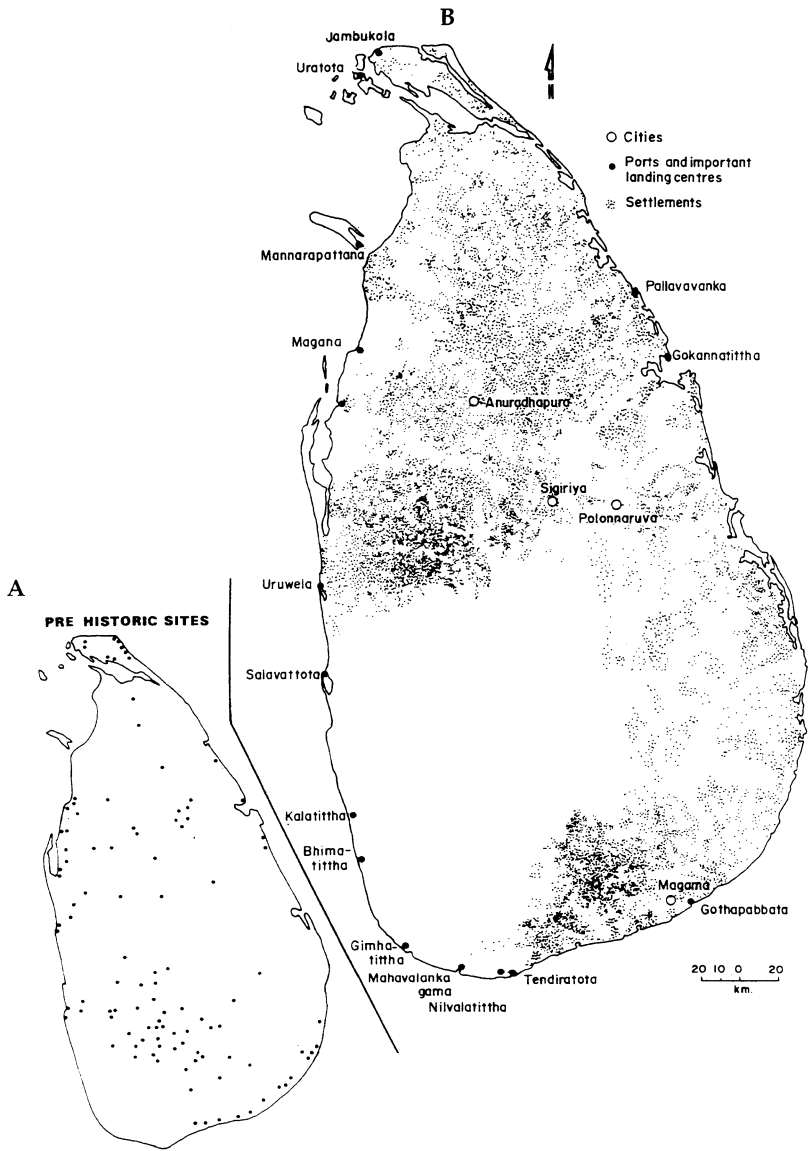 B
Jambukola
Uratota
N
Cities
Ports and important
landing centres
Settlements
Mannarapattana
Pallavavanka
Magana
Gokannatittha
Anuradhapura
Sigiriya
Polonnaruva
Uruwela
A
PRE HISTORIC SITES
Salavattota
Kalatittha
Bhima-
tittha
Magama
Gothapabbata
Gimha-
tittha
Mahavalanka
gama
Tendiratota
Nilvalatittha
20 10 0 20
km.